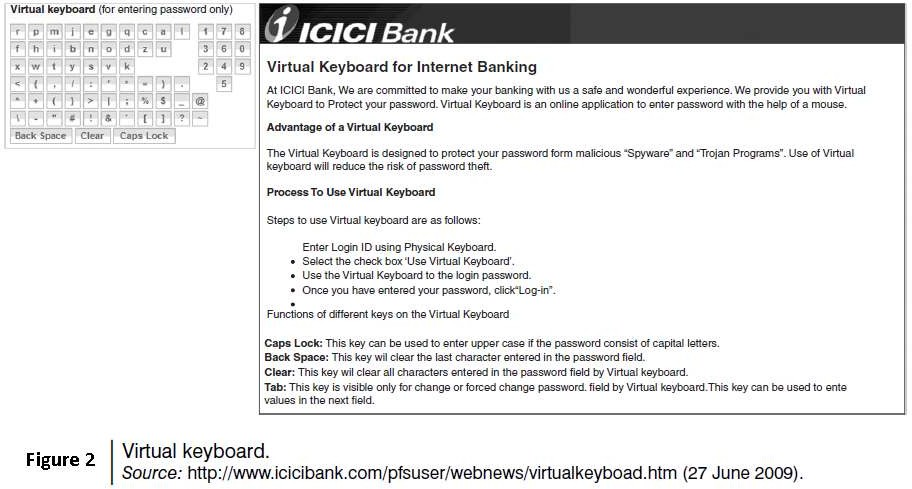 Virtual keyboard (for entering password only)
r p m j e g q c a l 1 7 8
f h i b n o d z u 3 6 0
x w t y s v k 2 4 9
< { , / : ' * = ) . 5
^ + ( } > | ; % $ _ @
\ - " # ! & ` [ ] ? ~
Back Space Clear Caps Lock
i ICICI Bank
Virtual Keyboard for Internet Banking
At ICICI Bank, We are committed to make your banking with us a safe and wonderful experience. We provide you with Virtual
Keyboard to Protect your password. Virtual Keyboard is an online application to enter password with the help of a mouse.
Advantage of a Virtual Keyboard
The Virtual Keyboard is designed to protect your password form malicious “Spyware” and “Trojan Programs”. Use of Virtual
keyboard will reduce the risk of password theft.
Process To Use Virtual Keyboard
Steps to use Virtual keyboard are as follows:
Enter Login ID using Physical Keyboard.
• Select the check box ‘Use Virtual Keyboard’.
• Use the Virtual Keyboard to the login password.
• Once you have entered your password, click“Log-in”.
•
Functions of different keys on the Virtual Keyboard
Caps Lock: This key can be used to enter upper case if the password consist of capital letters.
Back Space: This key wil clear the last character entered in the password field.
Clear: This key wil clear all characters entered in the password field by Virtual keyboard.
Tab: This key is visible only for change or forced change password. field by Virtual keyboard.This key can be used to ente
values in the next field.
Figure 2
Virtual keyboard.
Source: http://www.icicibank.com/pfsuser/webnews/virtualkeyboad.htm (27 June 2009).